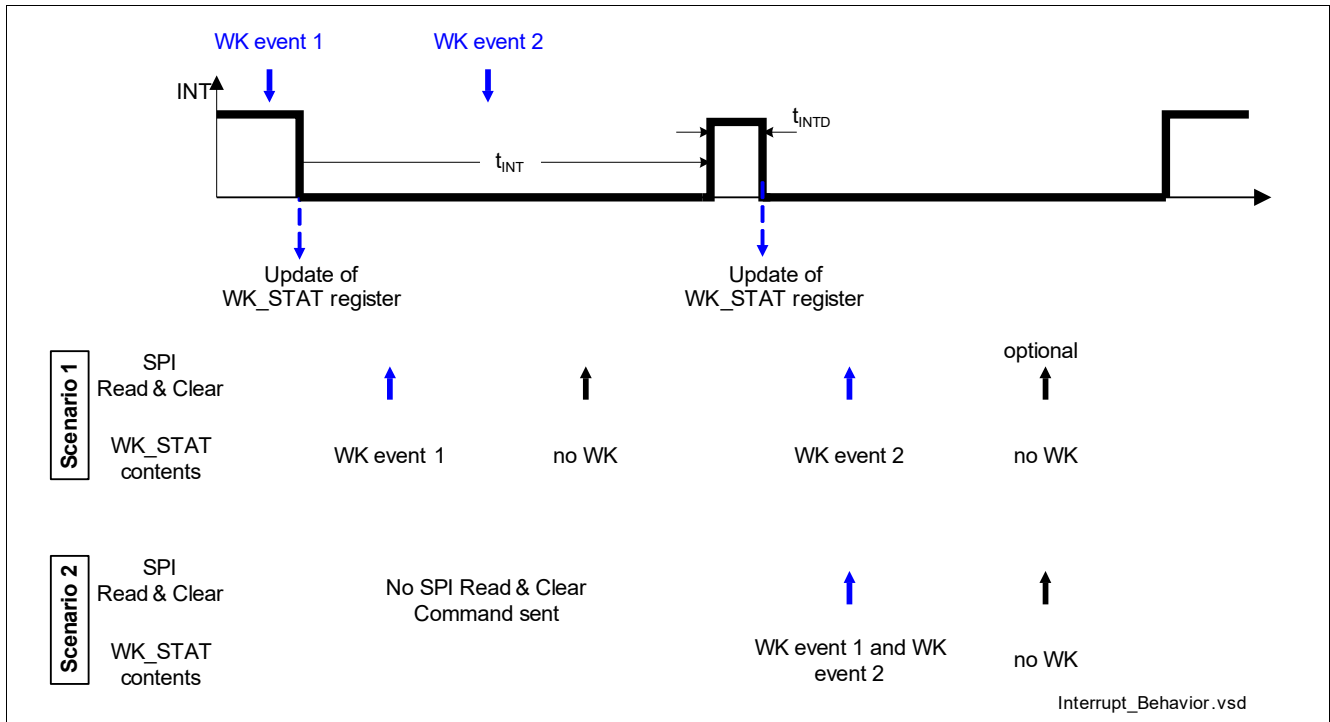 WK event 1
WK event 2
INT
tINTD
tINT
Update of
WK_STAT register
Update of
WK_STAT register
Scenario 1
SPI
Read & Clear
optional
WK_STAT
contents
WK event 1
no WK
WK event 2
no WK
Scenario 2
SPI
Read & Clear
No SPI Read & Clear
Command sent
WK_STAT
contents
WK event 1 and WK
event 2
no WK
Interrupt_Behavior.vsd